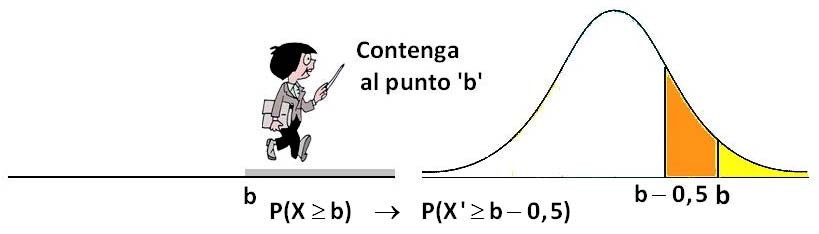 Contenga
al punto 'b'
b
b – 0,5 b
P(X ≥ b) → P(X' ≥ b – 0,5)